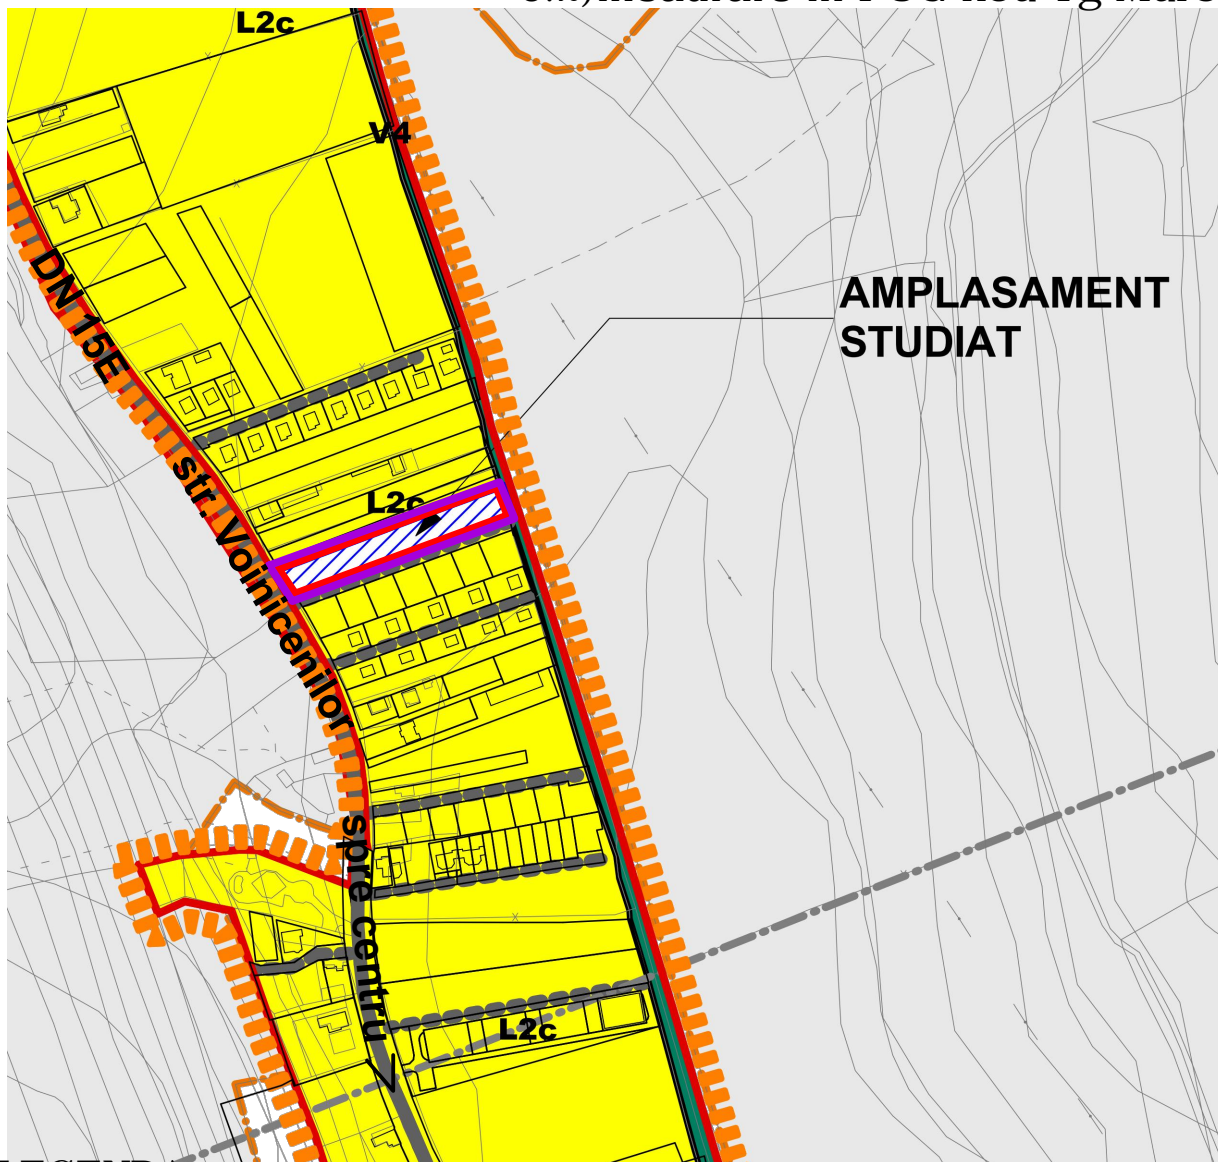 L2c
V4
DN 15E
AMPLASAMENT
STUDIAT
str. Voinicenilor
L2c
spre centru
L2c